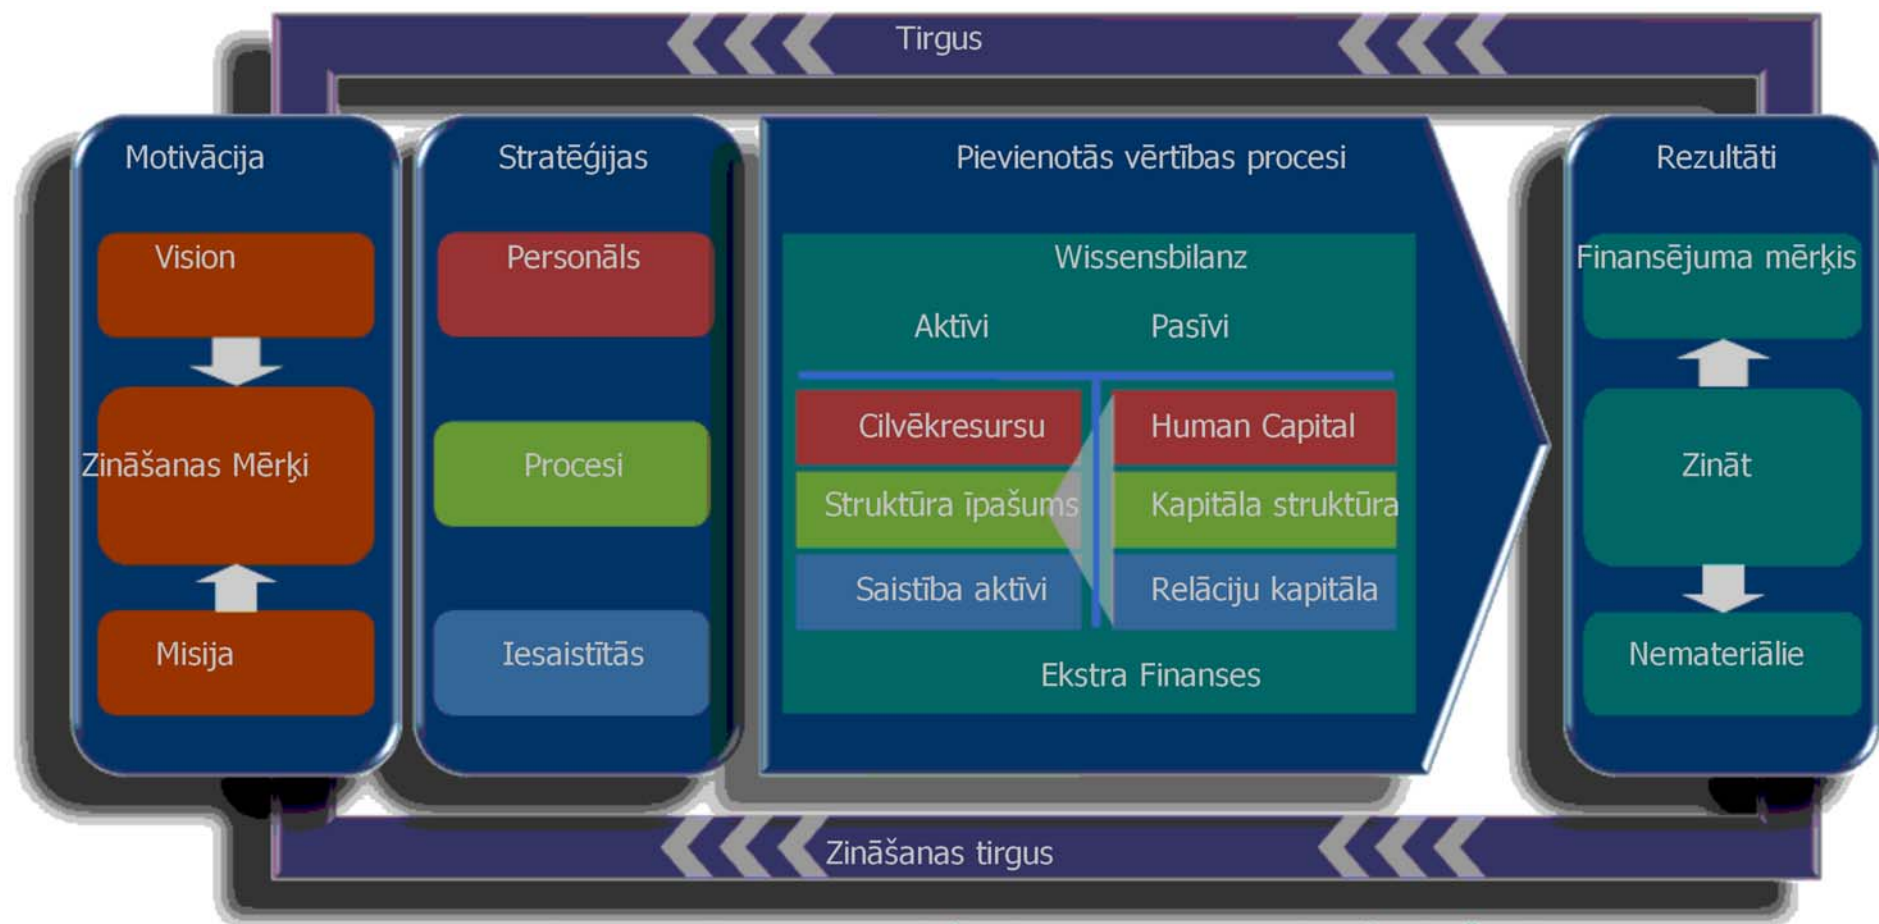 Tirgus
Motivācija
Vision
Zināšanas Mērķi
Misija
Stratēģijas
Personāls
Procesi
Iesaistītās
Pievienotās vērtības procesi
Wissensbilanz
Aktīvi Pasīvi
Cilvēkresursu Human Capital
Struktūra īpašums Kapitāla struktūra
Saistība aktīvi Relāciju kapitāla
Ekstra Finanses
Rezultāti
Finansējuma mērķis
Zināt
Nemateriālie
Zināšanas tirgus